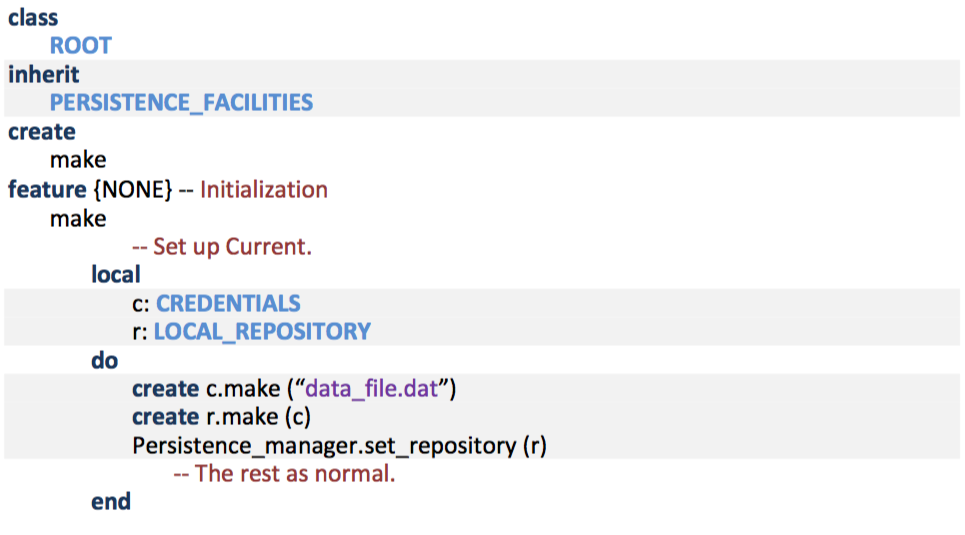 class
ROOT
inherit
PERSISTENCE_FACILITIES
create
make
feature {NONE} -- Initialization
make
-- Set up Current.
local
c: CREDENTIALS
r: LOCAL_REPOSITORY
do
create c.make (“data_file.dat”)
create r.make (c)
Persistence_manager.set_repository (r)
-- The rest as normal.
end